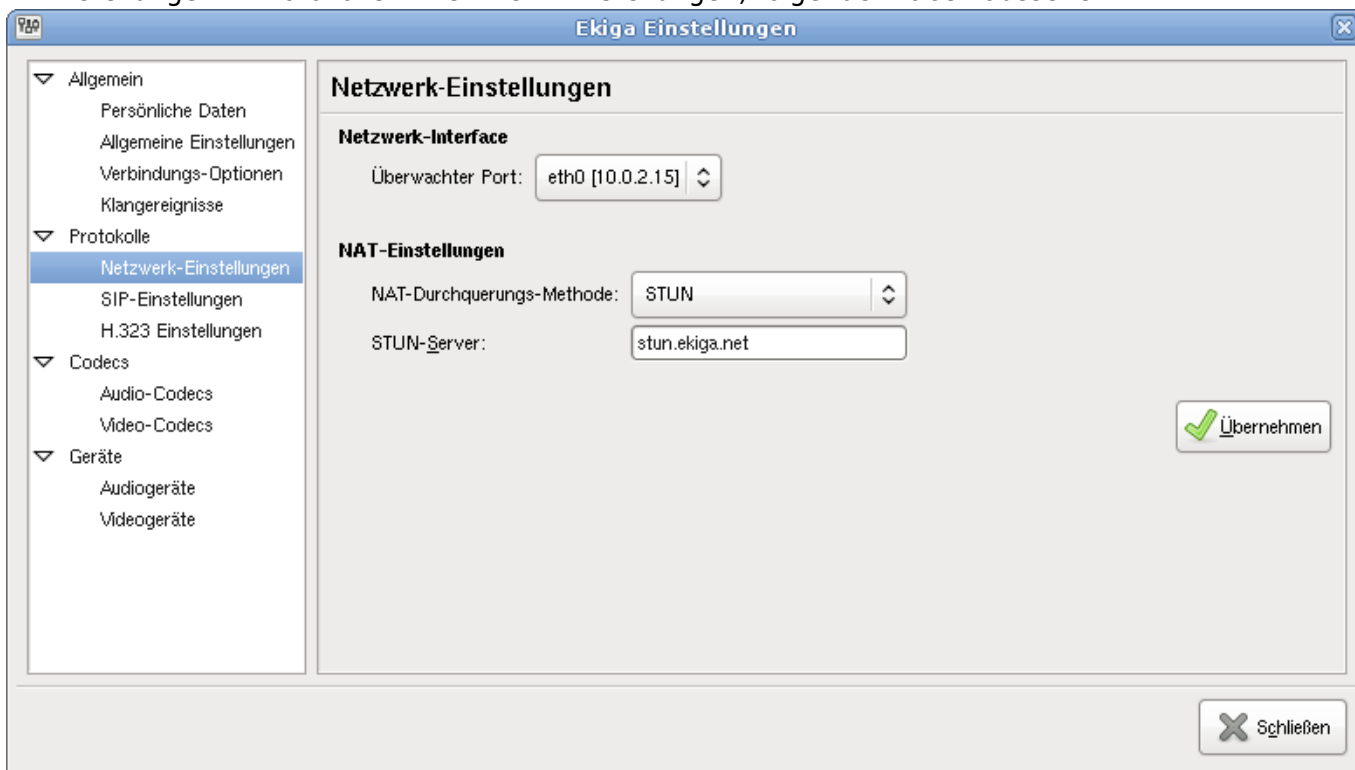 Ekiga Einstellungen
Allgemein
Persönliche Daten
Allgemeine Einstellungen
Verbindungs-Optionen
Klangereignisse
Protokolle
Netzwerk-Einstellungen
SIP-Einstellungen
H.323 Einstellungen
Codecs
Audio-Codecs
Video-Codecs
Geräte
Audiogeräte
Videogeräte
Netzwerk-Einstellungen
Netzwerk-Interface
Überwachter Port: eth0 [10.0.2.15]
NAT-Einstellungen
NAT-Durchquerungs-Methode: STUN
STUN-Server: stun.ekiga.net
Übernehmen
Schließen